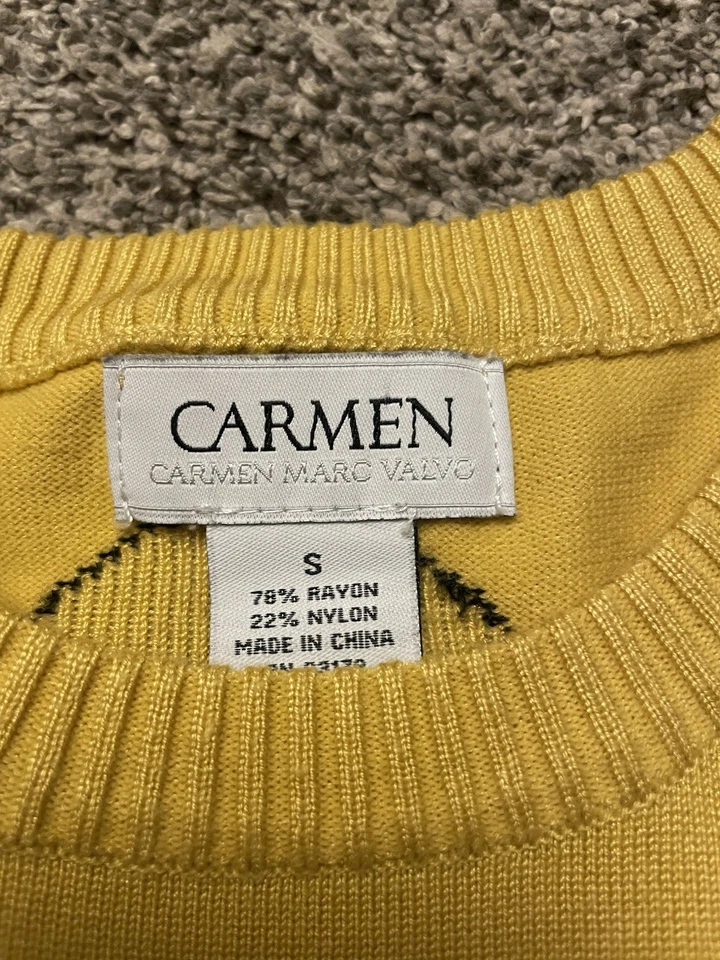 CARMEN
CARMEN MARC VALVO
S
78% RAYON
22% NYLON
MADE IN CHINA